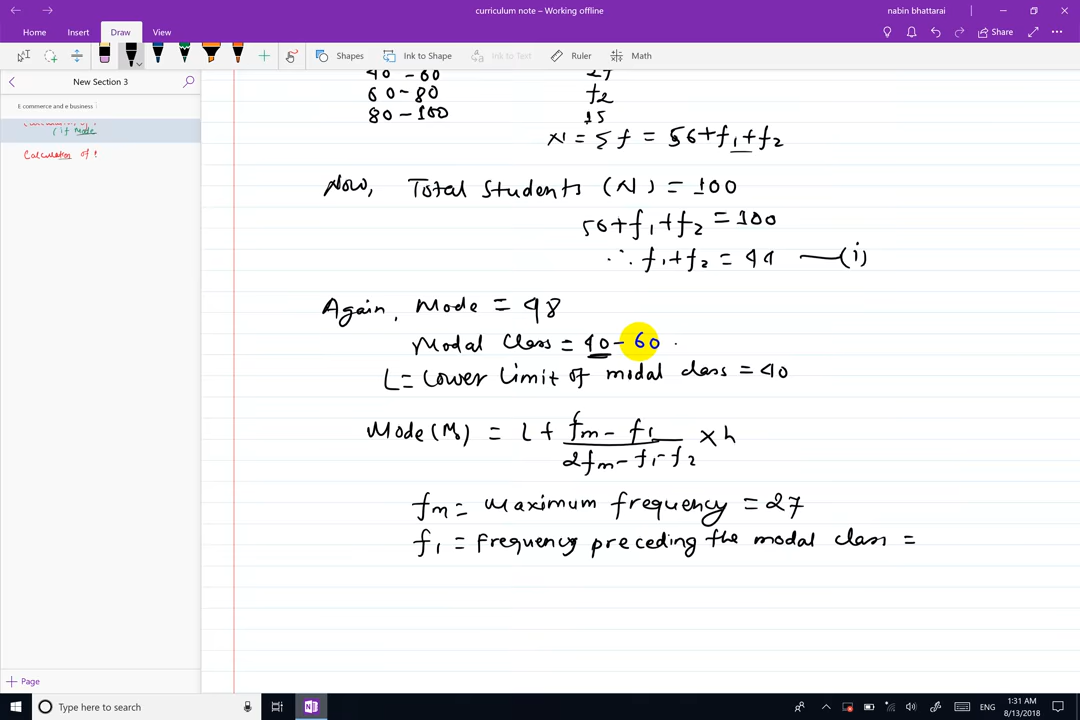 curriculum note – Working offline
nabin bhattarai
Home Insert Draw View
Share
Shapes Ink to Shape Ink to Text Ruler Math
New Section 3
E commerce and e business
(if mode
Calculation of
40 - 60 27
60-80 f2
80-100 15
N = Σf = 56+f1+f2
Now, Total Students (N) = 100
56+f1+f2 = 100
∴ f1+f2 = 44 —(i)
Again, Mode = 48
Modal Class = 40-60
L = Lower limit of modal class = 40
Mode (Mo) = L + fm - f1 / 2fm - f1 - f2 × h
fm = Maximum frequency = 27
f1 = Frequency preceding the modal class =
Page
Type here to search
ENG
1:31 AM
8/13/2018